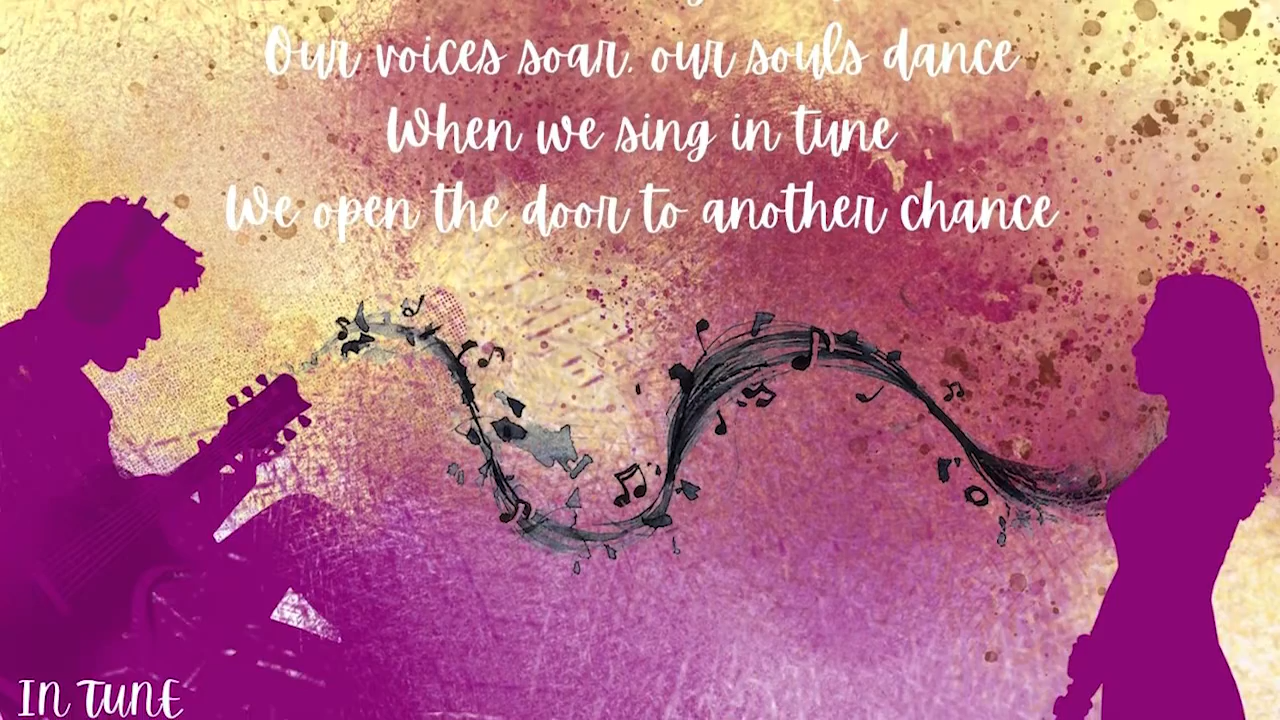 Our voices soar, our souls dance
When we sing in tune
We open the door to another chance
IN TUNE